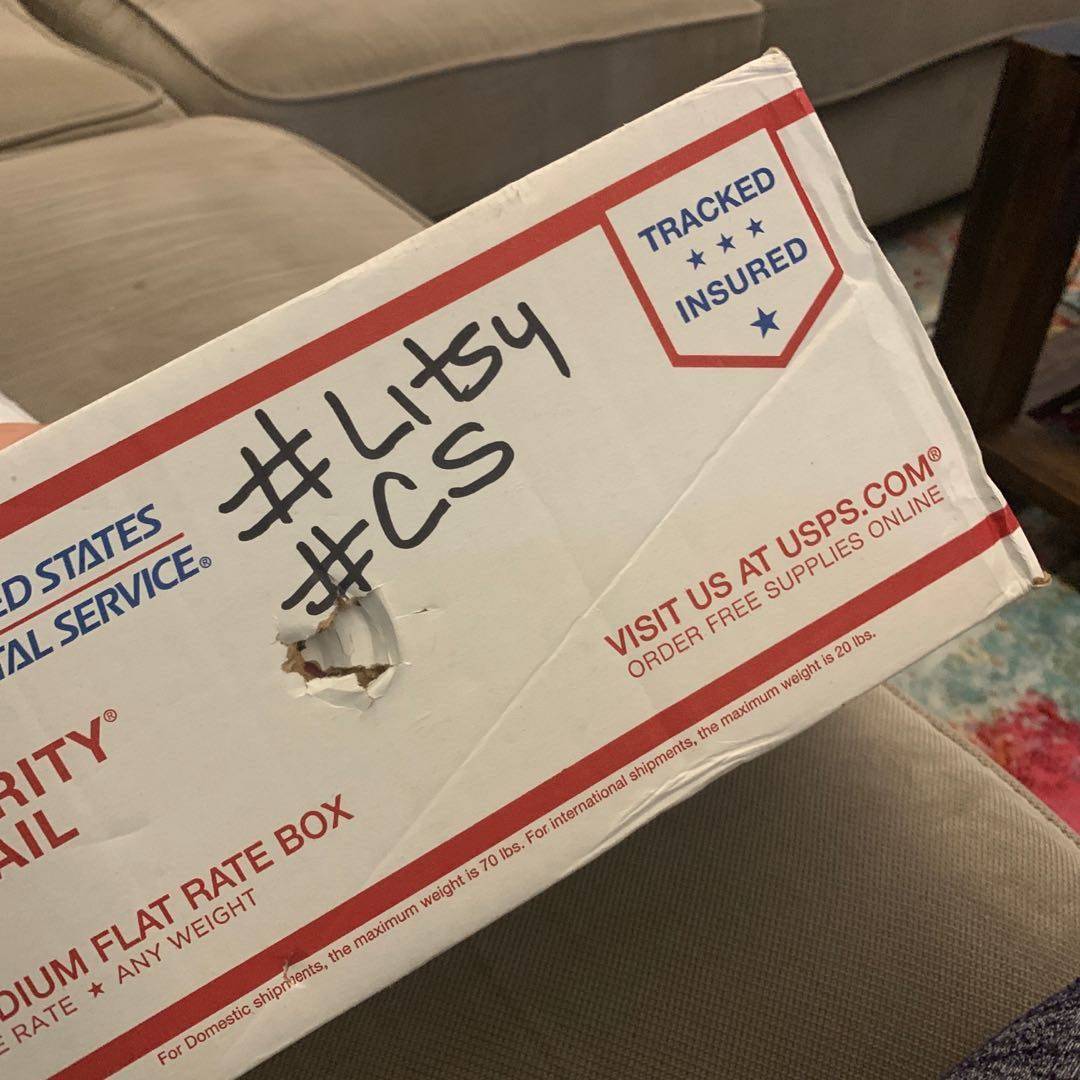 TRACKED
★ ★ ★
INSURED
★
#Litsy
#CS
ED STATES
TAL SERVICE®
RITY®
AIL
VISIT US AT USPS.COM®
ORDER FREE SUPPLIES ONLINE
DIUM FLAT RATE BOX
E RATE ★ ANY WEIGHT
For Domestic shipments, the maximum weight is 70 lbs. For international shipments, the maximum weight is 20 lbs.